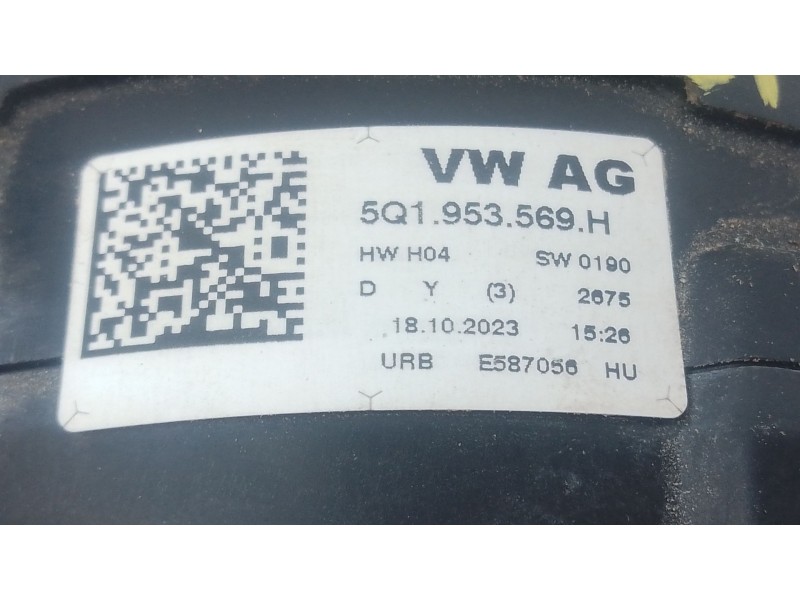 VW AG
5Q1.953.569.H
HW H04 SW 0190
D Y (3) 2675
18.10.2023 15:26
URB E587056 HU